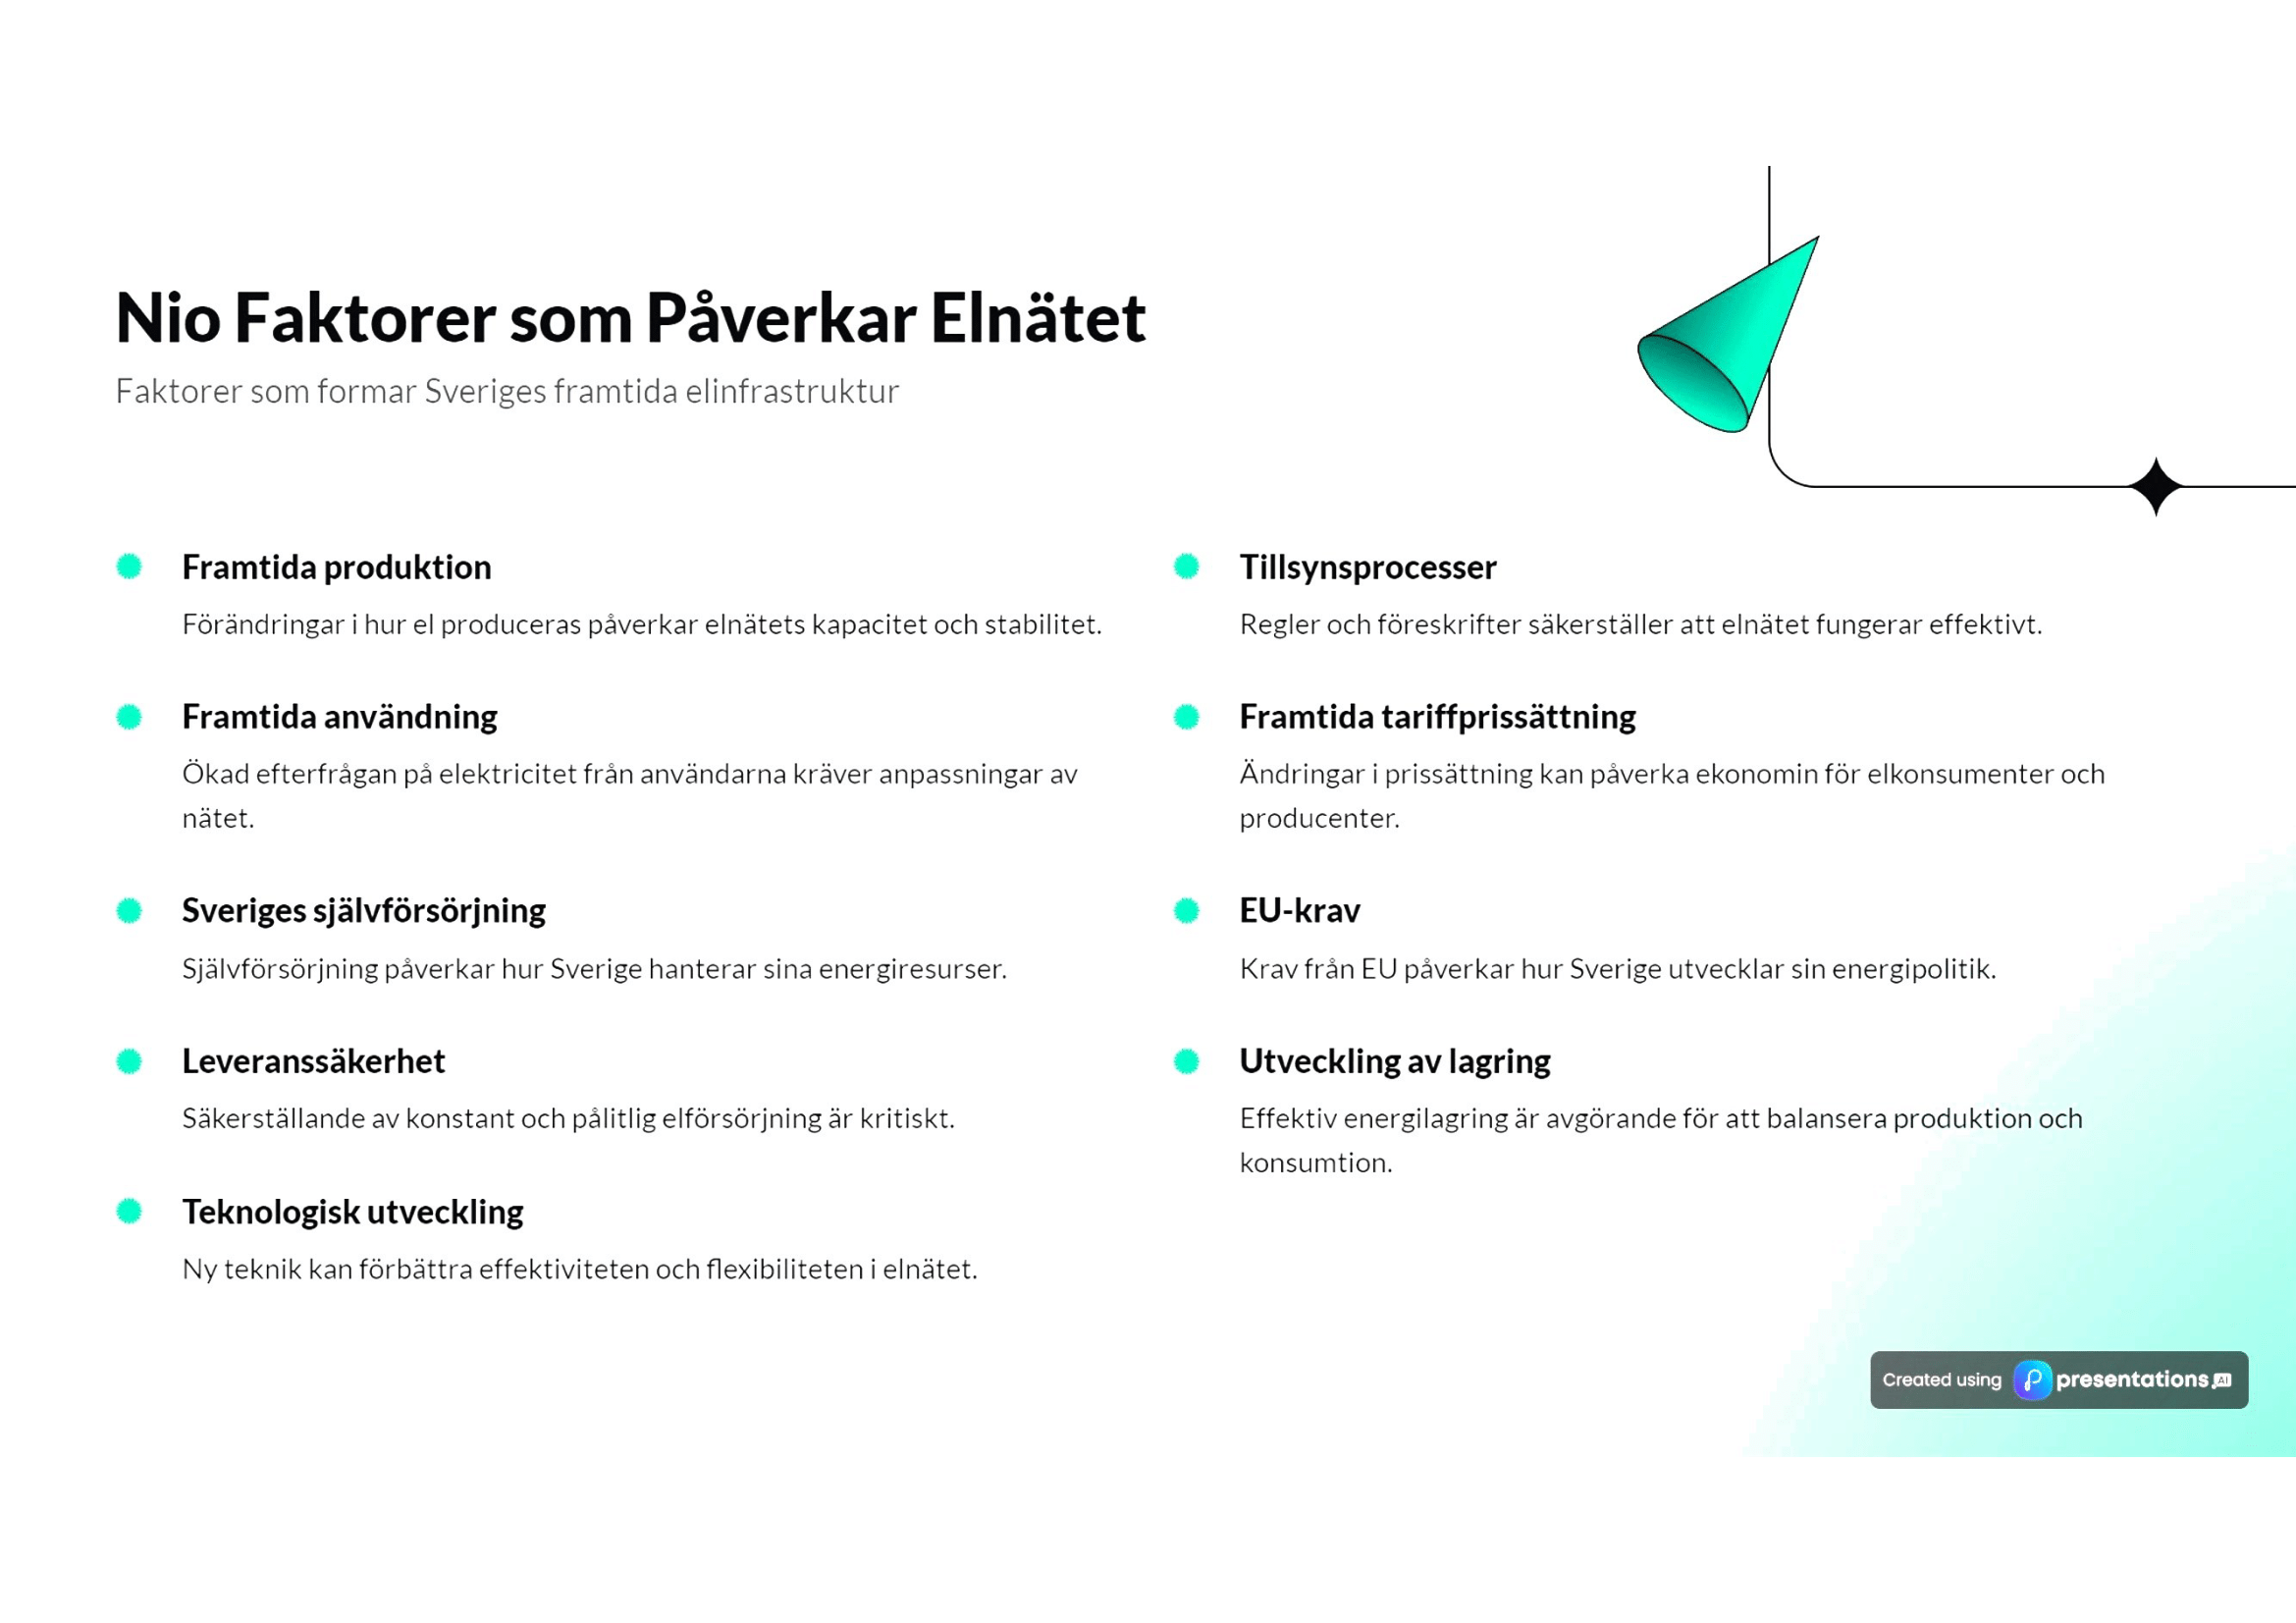 Nio Faktorer som Påverkar Elnätet
Faktorer som formar Sveriges framtida elinfrastruktur
Framtida produktion
Förändringar i hur el produceras påverkar elnätets kapacitet och stabilitet.
Framtida användning
Ökad efterfrågan på elektricitet från användarna kräver anpassningar av
nätet.
Sveriges självförsörjning
Självförsörjning påverkar hur Sverige hanterar sina energiresurser.
Leveranssäkerhet
Säkerställande av konstant och pålitlig elförsörjning är kritiskt.
Teknologisk utveckling
Ny teknik kan förbättra effektiviteten och flexibiliteten i elnätet.
Tillsynsprocesser
Regler och föreskrifter säkerställer att elnätet fungerar effektivt.
Framtida tariffprissättning
Ändringar i prissättning kan påverka ekonomin för elkonsumenter och
producenter.
EU-krav
Krav från EU påverkar hur Sverige utvecklar sin energipolitik.
Utveckling av lagring
Effektiv energilagring är avgörande för att balansera produktion och
konsumtion.
Created using presentations.AI